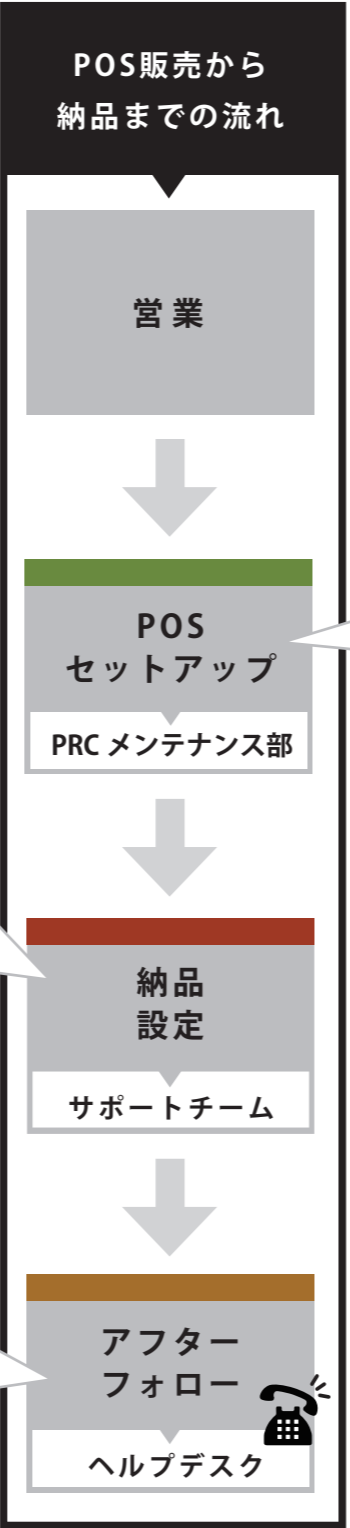 POS販売から
納品までの流れ
営業
POS
セットアップ
PRC メンテナンス部
納品
設定
サポートチーム
アフター
フォロー
ヘルプデスク